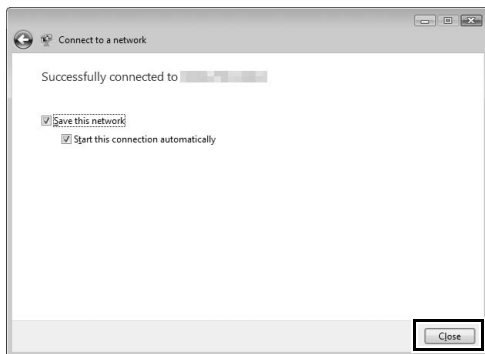 Connect to a network
Successfully connected to
Save this network
Start this connection automatically
Close